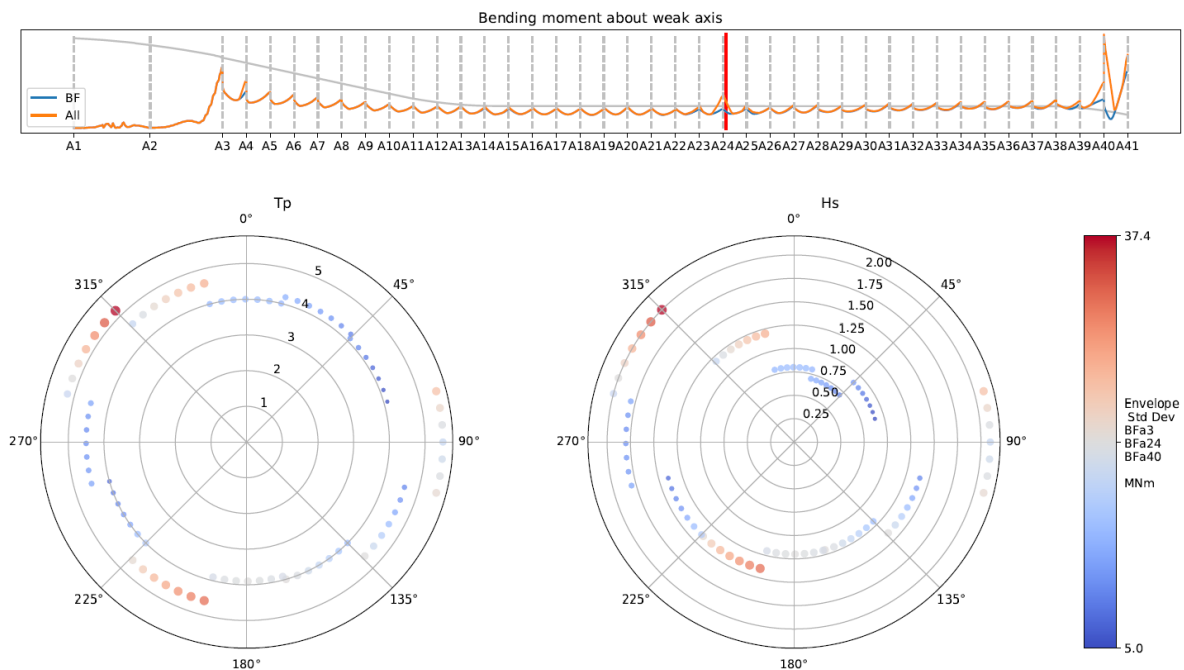 Bending moment about weak axis
BF
All
A1 A2 A3 A4 A5 A6 A7 A8 A9 A10 A11 A12 A13 A14 A15 A16 A17 A18 A19 A20 A21 A22 A23 A24 A25 A26 A27 A28 A29 A30 A31 A32 A33 A34 A35 A36 A37 A38 A39 A40 A41
Tp
0°
45°
90°
135°
180°
225°
270°
315°
1
2
3
4
5
Hs
0°
45°
90°
135°
180°
225°
270°
315°
0.25
0.50
0.75
1.00
1.25
1.50
1.75
2.00
37.4
Envelope
Std Dev
BFa3
BFa24
BFa40
MNm
5.0